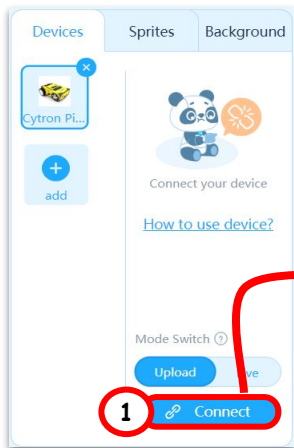 Devices
Sprites
Background
Cytron Pi...
add
Connect your device
How to use device?
Mode Switch ?
Upload
1
Connect